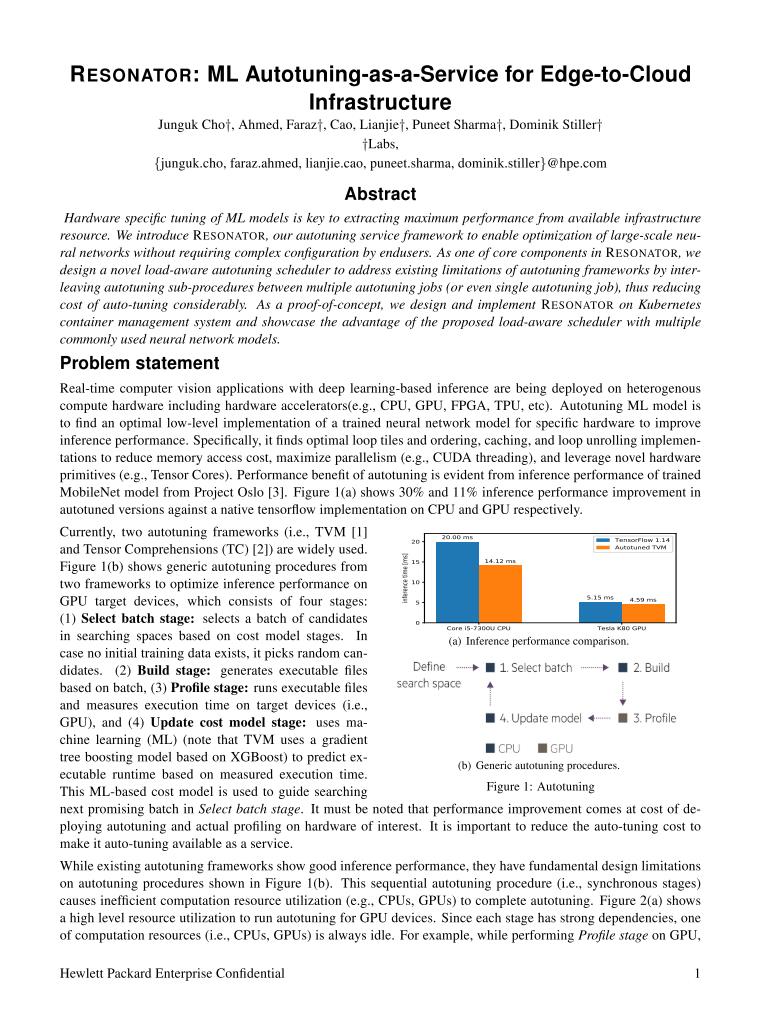 RESONATOR: ML Autotuning-as-a-Service for Edge-to-Cloud
Infrastructure
Junguk Cho†, Ahmed, Faraz†, Cao, Lianjie†, Puneet Sharma†, Dominik Stiller†
†Labs,
{junguk.cho, faraz.ahmed, lianjie.cao, puneet.sharma, dominik.stiller}@hpe.com
Abstract
Hardware specific tuning of ML models is key to extracting maximum performance from available infrastructure
resource. We introduce RESONATOR, our autotuning service framework to enable optimization of large-scale neu-
ral networks without requiring complex configuration by endusers. As one of core components in RESONATOR, we
design a novel load-aware autotuning scheduler to address existing limitations of autotuning frameworks by inter-
leaving autotuning sub-procedures between multiple autotuning jobs (or even single autotuning job), thus reducing
cost of auto-tuning considerably. As a proof-of-concept, we design and implement RESONATOR on Kubernetes
container management system and showcase the advantage of the proposed load-aware scheduler with multiple
commonly used neural network models.
Problem statement
Real-time computer vision applications with deep learning-based inference are being deployed on heterogenous
compute hardware including hardware accelerators(e.g., CPU, GPU, FPGA, TPU, etc). Autotuning ML model is
to find an optimal low-level implementation of a trained neural network model for specific hardware to improve
inference performance. Specifically, it finds optimal loop tiles and ordering, caching, and loop unrolling implemen-
tations to reduce memory access cost, maximize parallelism (e.g., CUDA threading), and leverage novel hardware
primitives (e.g., Tensor Cores). Performance benefit of autotuning is evident from inference performance of trained
MobileNet model from Project Oslo [3]. Figure 1(a) shows 30% and 11% inference performance improvement in
autotuned versions against a native tensorflow implementation on CPU and GPU respectively.
Currently, two autotuning frameworks (i.e., TVM [1]
and Tensor Comprehensions (TC) [2]) are widely used.
Figure 1(b) shows generic autotuning procedures from
two frameworks to optimize inference performance on
GPU target devices, which consists of four stages:
(1) Select batch stage: selects a batch of candidates
in searching spaces based on cost model stages. In
case no initial training data exists, it picks random can-
didates. (2) Build stage: generates executable files
based on batch, (3) Profile stage: runs executable files
and measures execution time on target devices (i.e.,
GPU), and (4) Update cost model stage: uses ma-
chine learning (ML) (note that TVM uses a gradient
tree boosting model based on XGBoost) to predict ex-
ecutable runtime based on measured execution time.
This ML-based cost model is used to guide searching
next promising batch in Select batch stage. It must be noted that performance improvement comes at cost of de-
ploying autotuning and actual profiling on hardware of interest. It is important to reduce the auto-tuning cost to
make it auto-tuning available as a service.
inference time [ms]
20
15
10
5
0
20.00 ms
14.12 ms
5.15 ms
4.59 ms
TensorFlow 1.14
Autotuned TVM
Core i5-7300U CPU
Tesla K80 GPU
(a) Inference performance comparison.
Define
search space
1. Select batch
2. Build
4. Update model
3. Profile
CPU
GPU
(b) Generic autotuning procedures.
Figure 1: Autotuning
While existing autotuning frameworks show good inference performance, they have fundamental design limitations
on autotuning procedures shown in Figure 1(b). This sequential autotuning procedure (i.e., synchronous stages)
causes inefficient computation resource utilization (e.g., CPUs, GPUs) to complete autotuning. Figure 2(a) shows
a high level resource utilization to run autotuning for GPU devices. Since each stage has strong dependencies, one
of computation resources (i.e., CPUs, GPUs) is always idle. For example, while performing Profile stage on GPU,
Hewlett Packard Enterprise Confidential
1